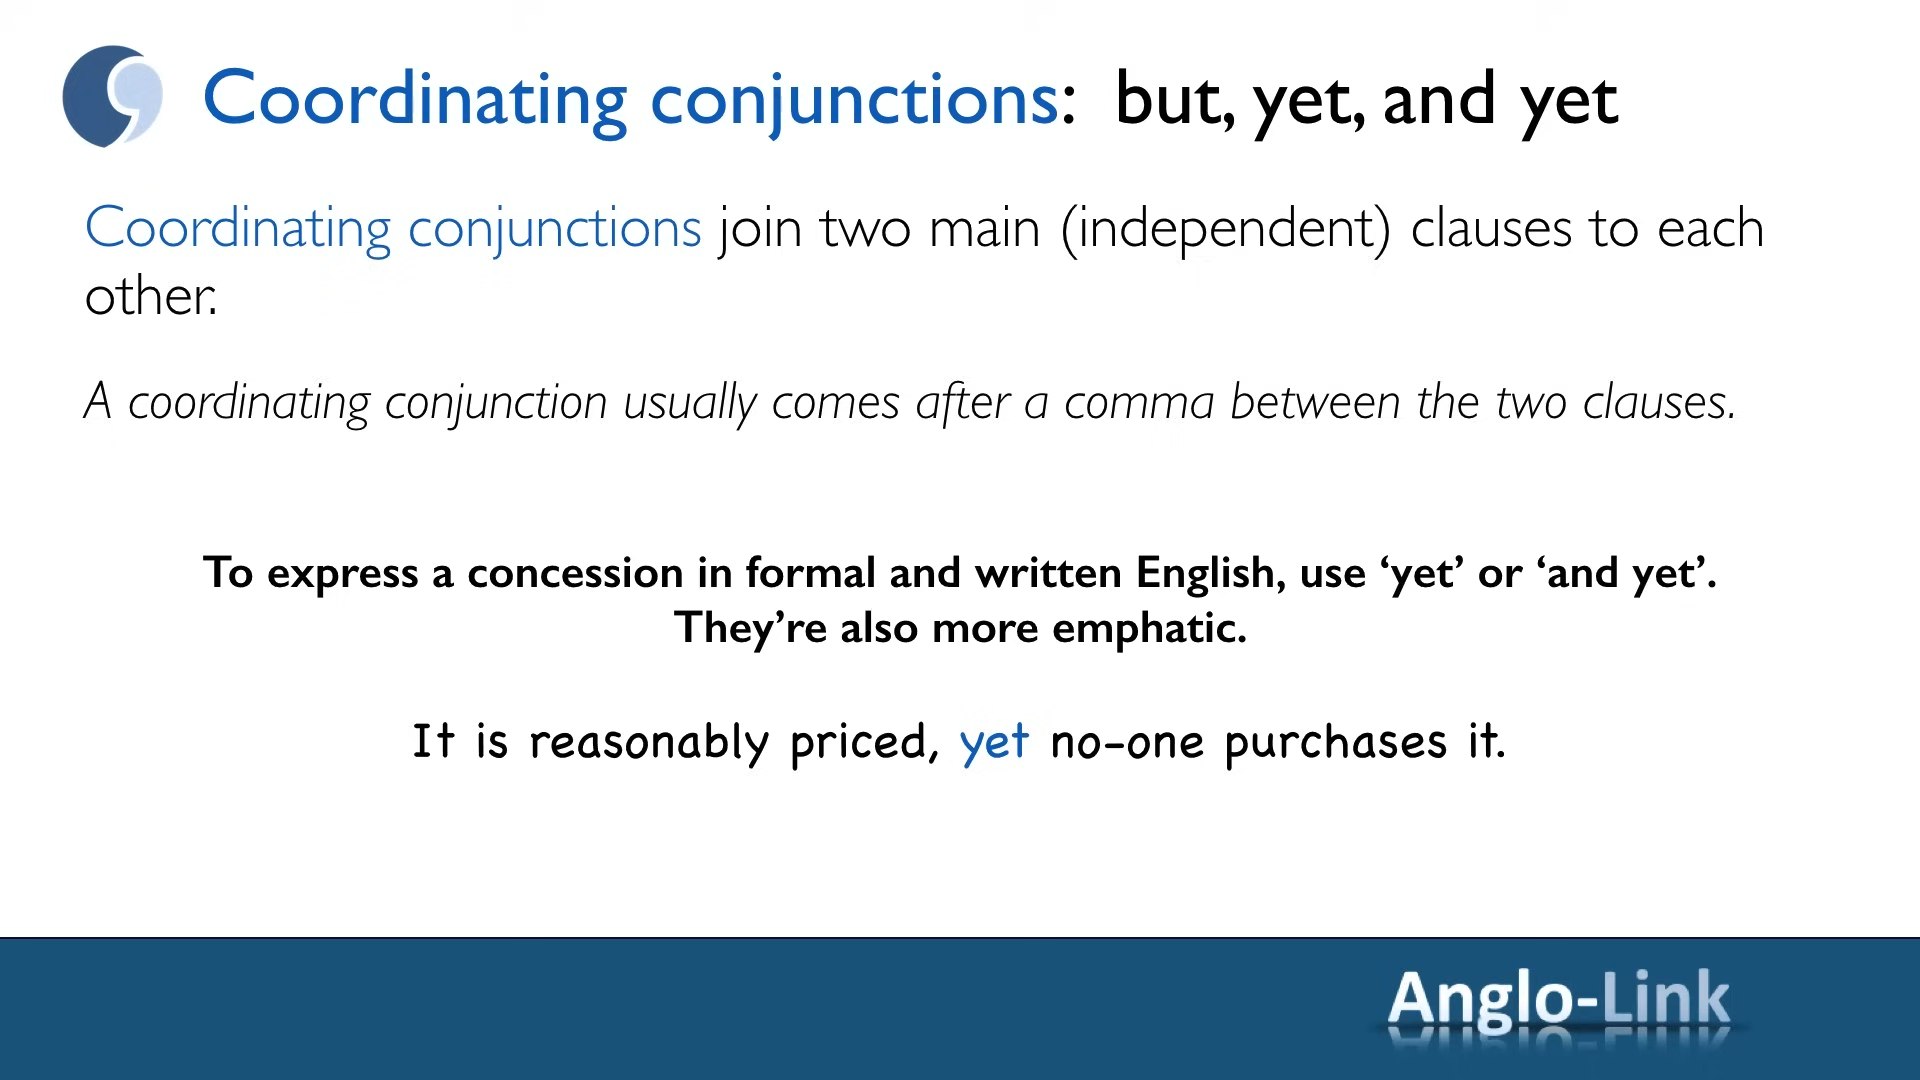 Coordinating conjunctions: but, yet, and yet
Coordinating conjunctions join two main (independent) clauses to each
other.
A coordinating conjunction usually comes after a comma between the two clauses.
To express a concession in formal and written English, use ‘yet’ or ‘and yet’.
They’re also more emphatic.
It is reasonably priced, yet no-one purchases it.
Anglo-Link